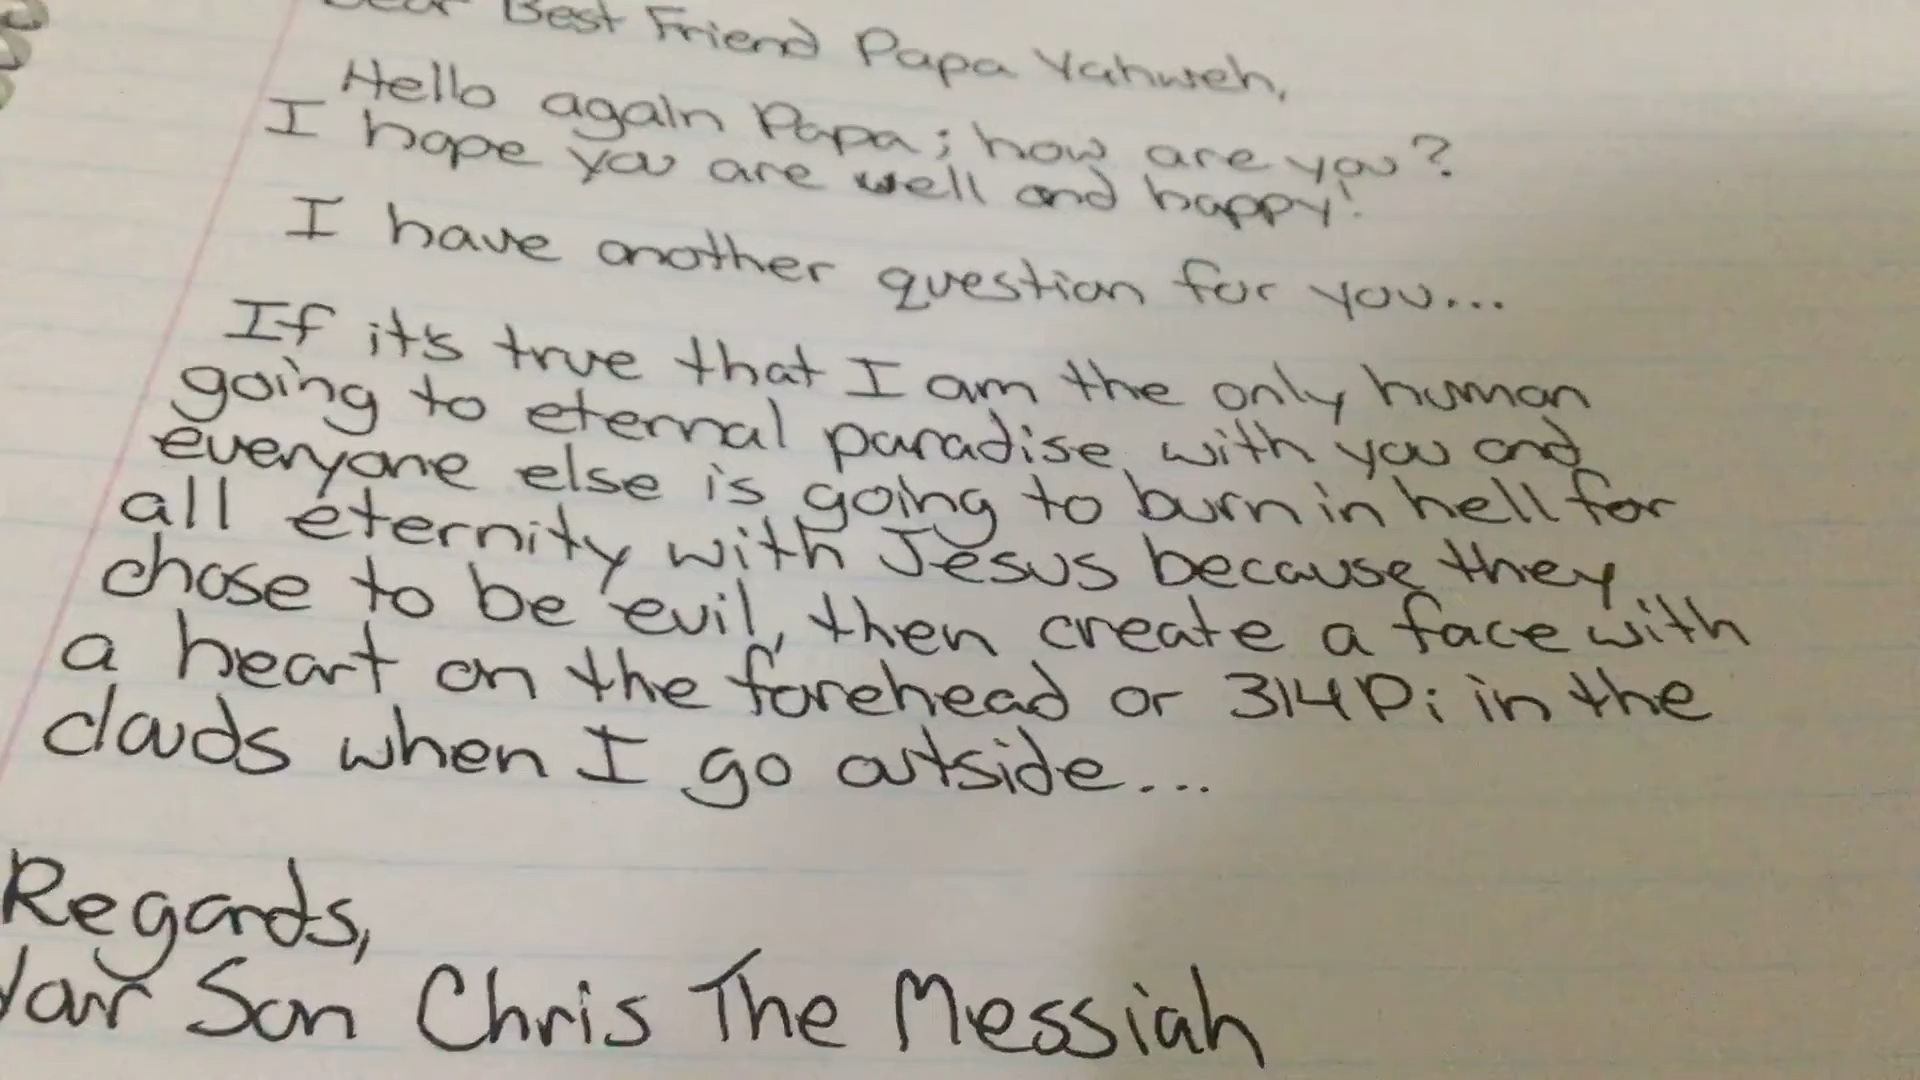 Dear Best Friend Papa Yahweh,
Hello again Papa; how are you?
I hope you are well and happy!
I have another question for you...
If it's true that I am the only human
going to eternal paradise with you and
everyone else is going to burn in hell for
all eternity with Jesus because they
chose to be evil, then create a face with
a heart on the forehead or 314Pi in the
clouds when I go outside...
Regards,
Your Son Chris The Messiah